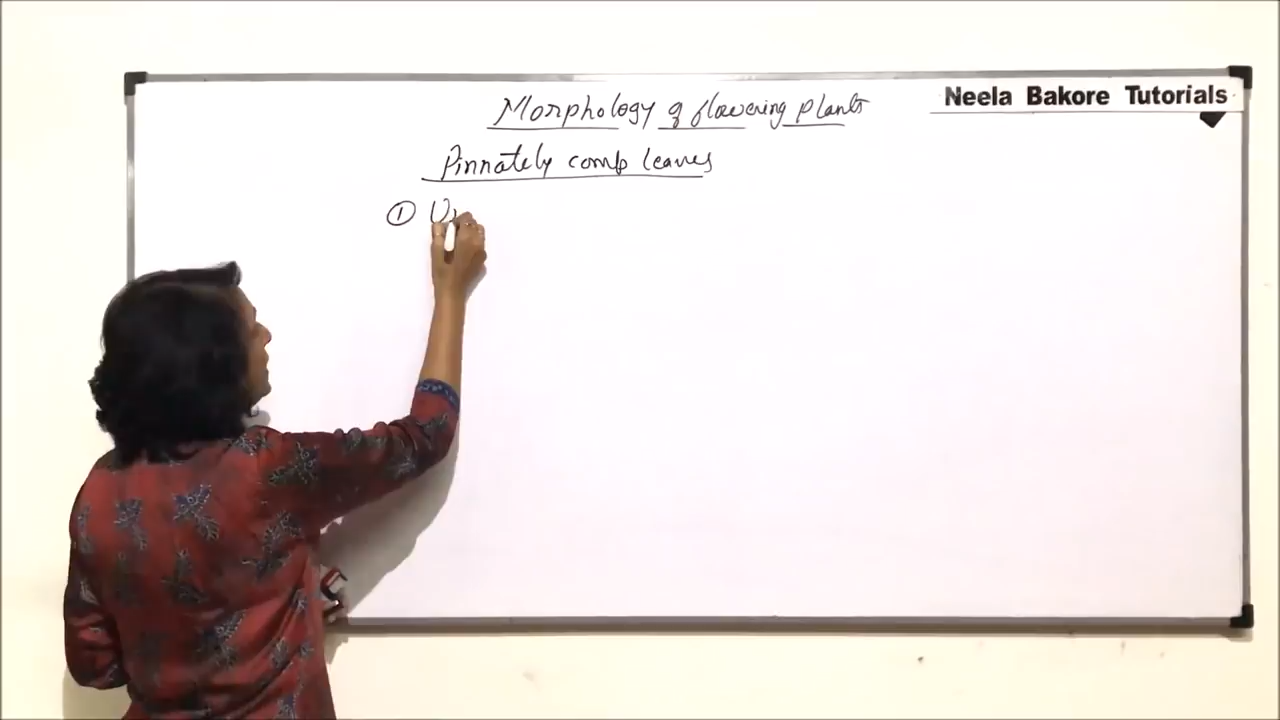 Morphology of flowering plants
Neela Bakore Tutorials
Pinnately comp leaves
①